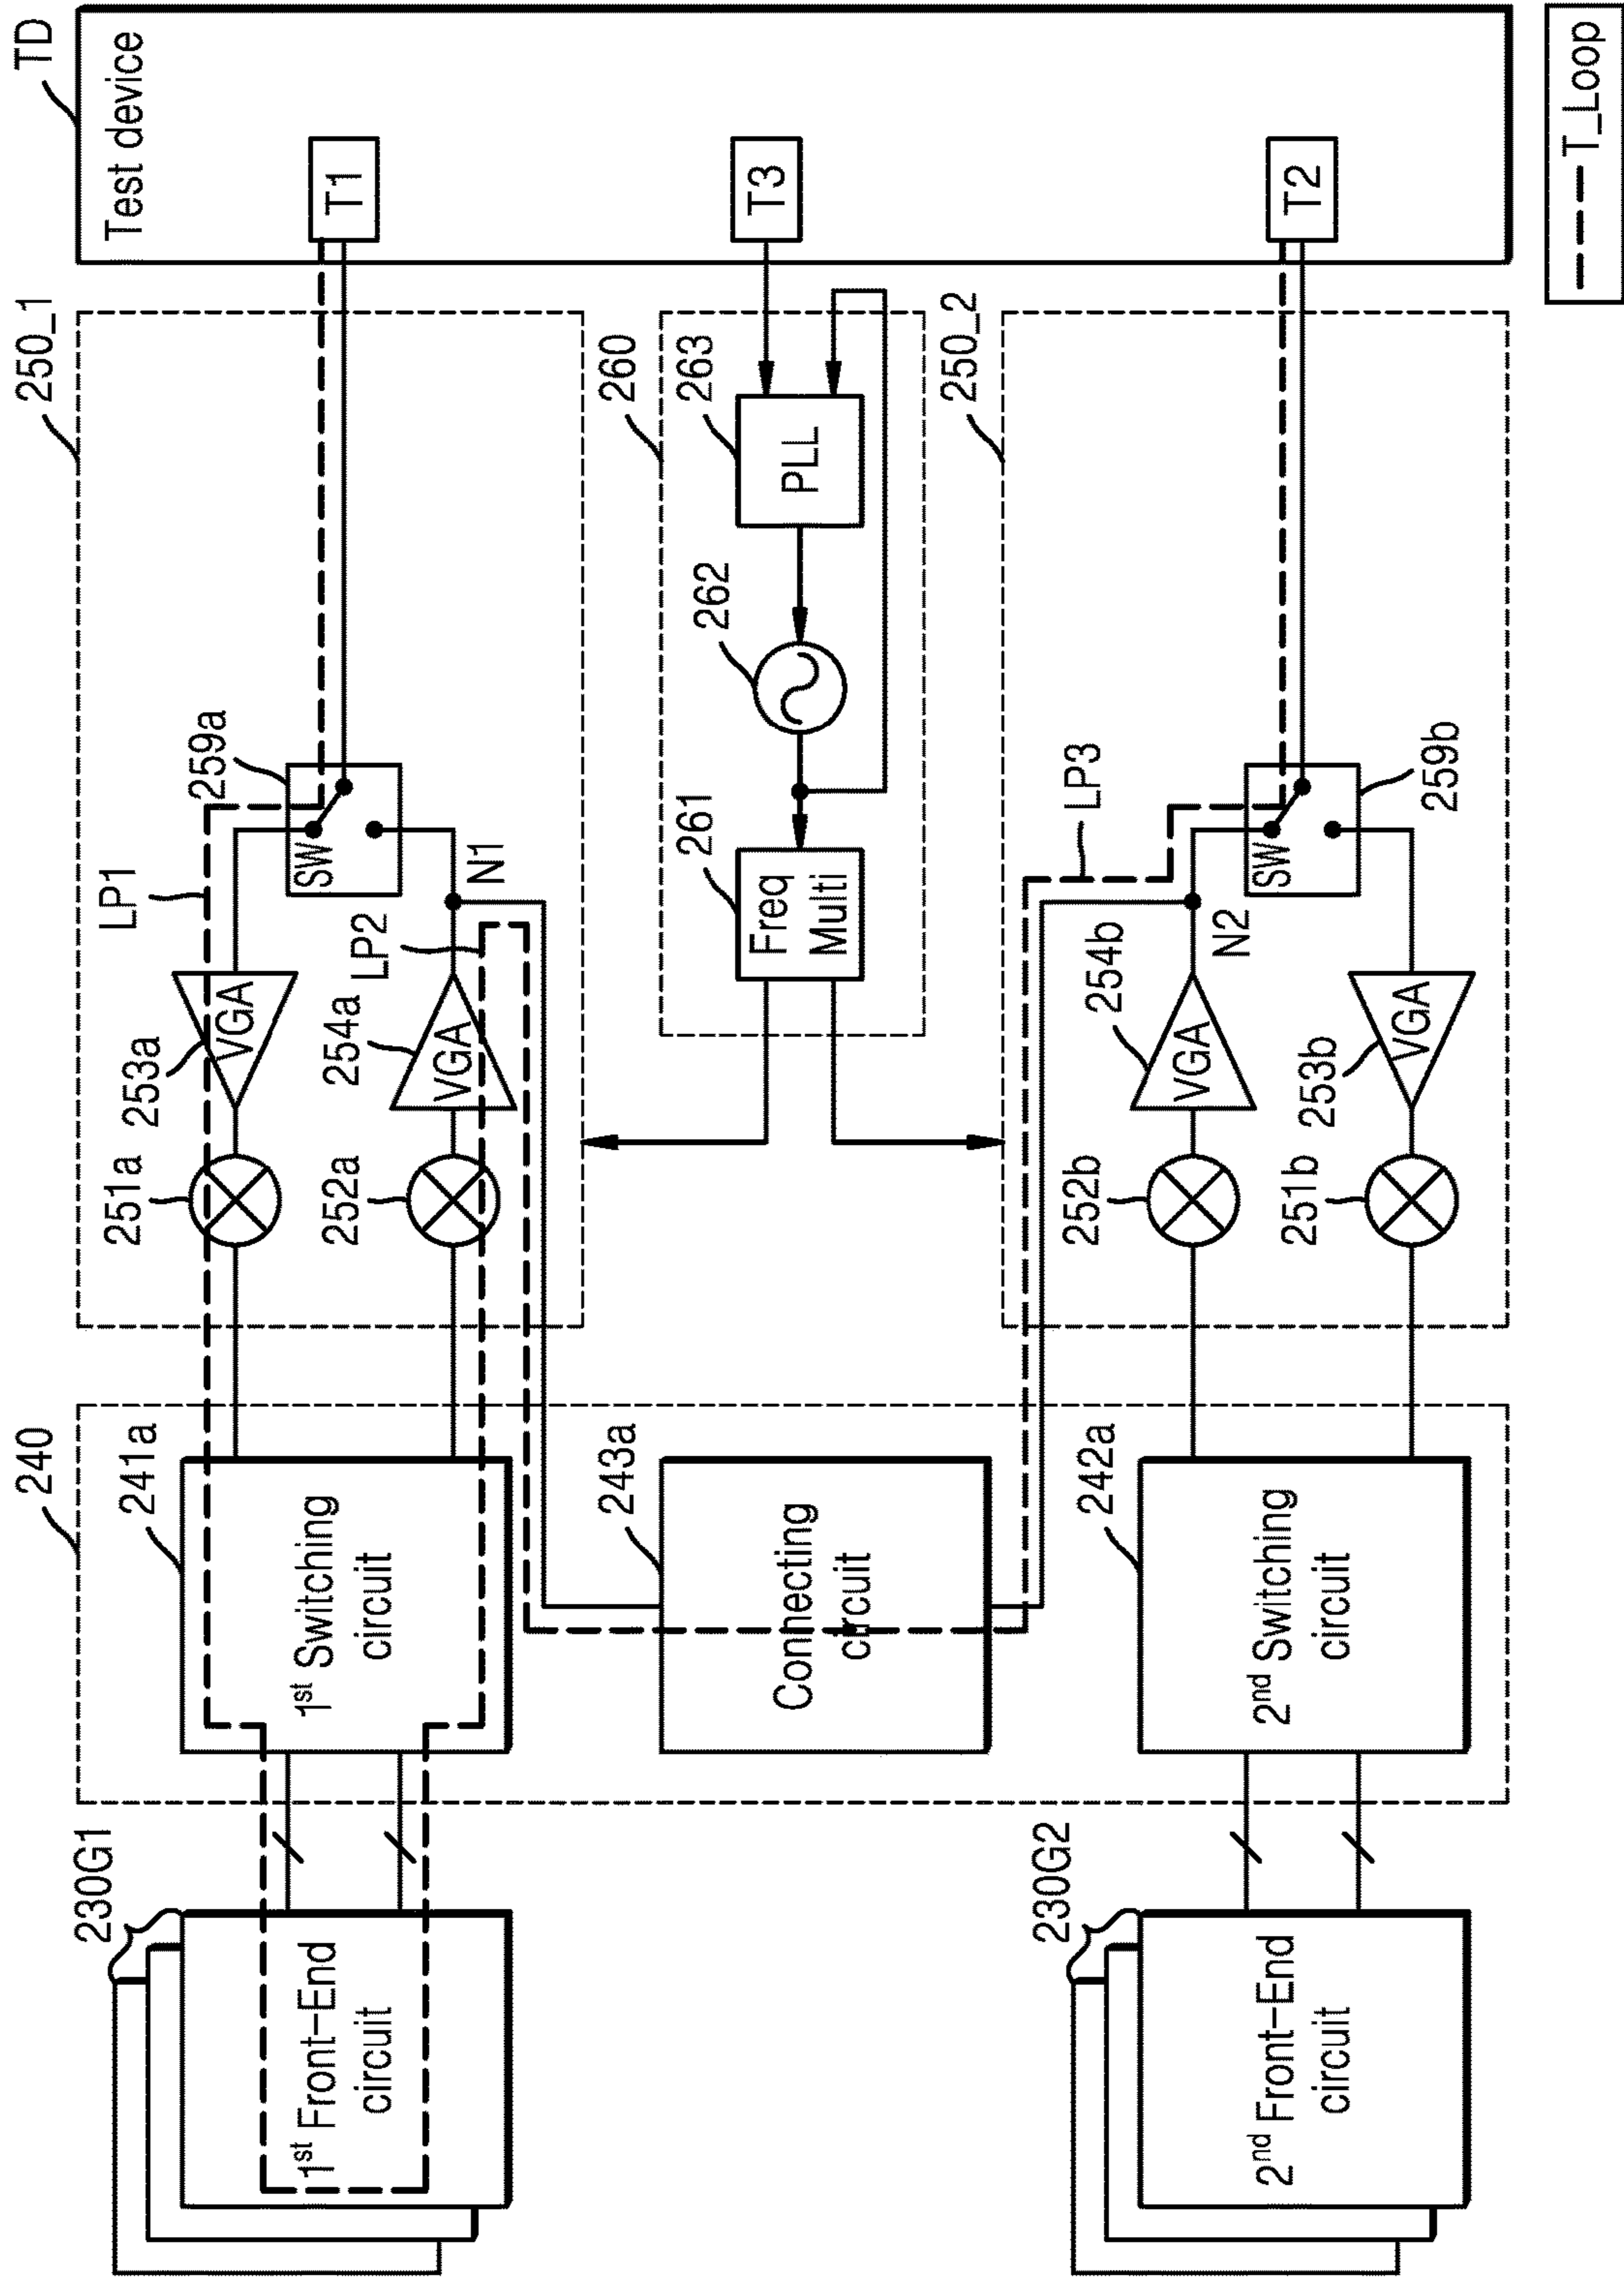 TD
Test device
T1
T3
T2
T_Loop
250_1
260
250_2
259a
SW
LP1
N1
LP2
VGA
253a
VGA
254a
251a
252a
263
PLL
262
261
Freq
Multi
LP3
259b
SW
N2
254b
VGA
253b
VGA
252b
251b
240
241a
1st Switching
circuit
243a
Connecting
circuit
242a
2nd Switching
circuit
230G1
1st Front-End
circuit
230G2
2nd Front-End
circuit